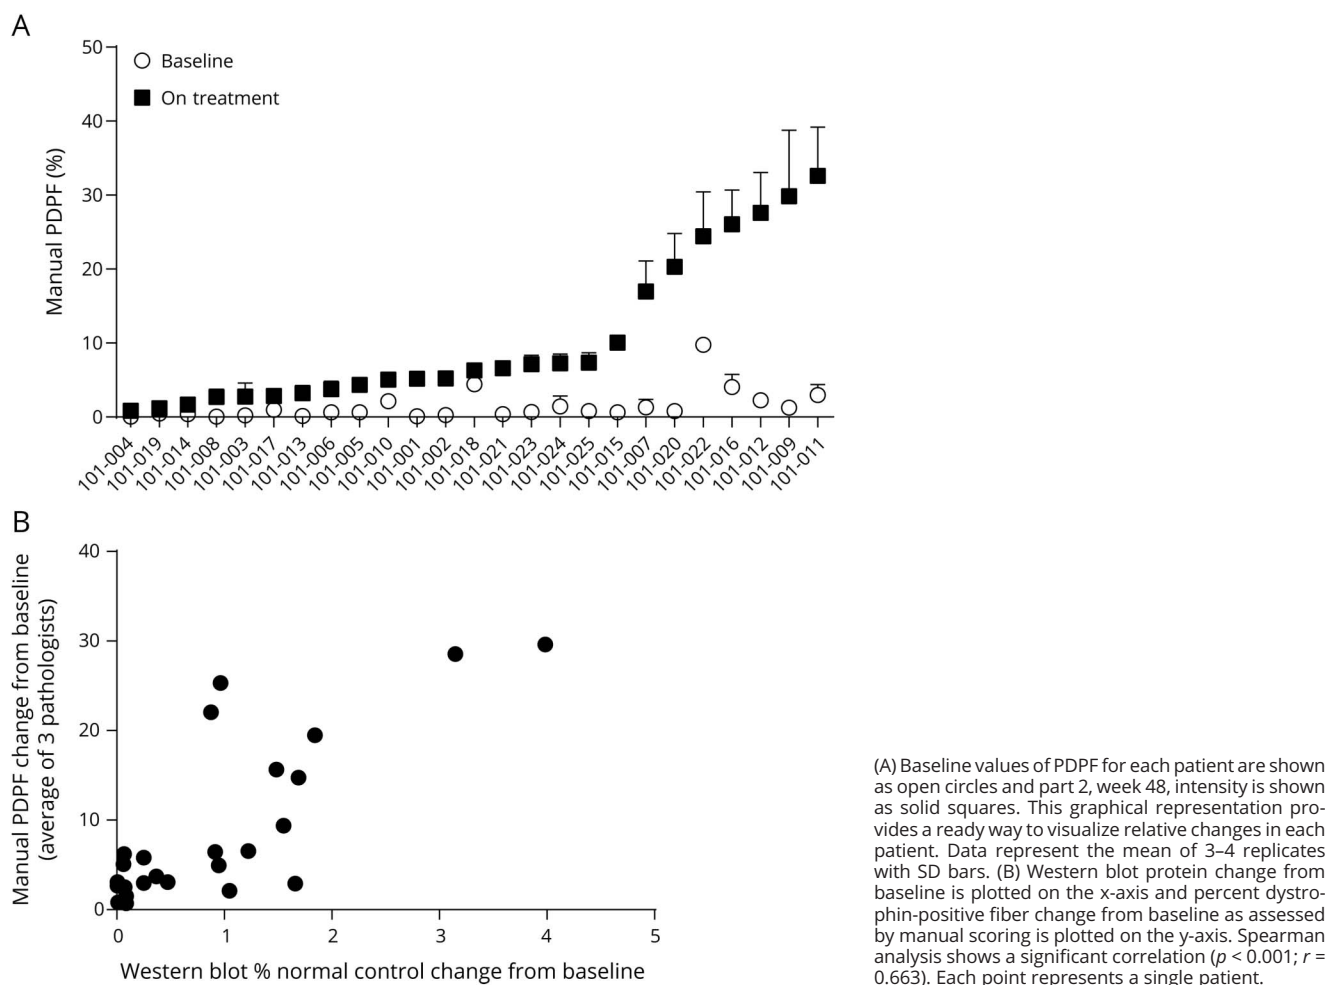 A
50
40
30
20
10
0
Manual PDPF (%)
Baseline
On treatment
101-004
101-019
101-014
101-008
101-003
101-017
101-013
101-006
101-005
101-010
101-001
101-002
101-018
101-021
101-023
101-024
101-025
101-015
101-007
101-020
101-022
101-016
101-012
101-009
101-011
B
Manual PDPF change from baseline
(average of 3 pathologists)
40
30
20
10
0
0 1 2 3 4 5
Western blot % normal control change from baseline
(A) Baseline values of PDPF for each patient are shown
as open circles and part 2, week 48, intensity is shown
as solid squares. This graphical representation pro-
vides a ready way to visualize relative changes in each
patient. Data represent the mean of 3–4 replicates
with SD bars. (B) Western blot protein change from
baseline is plotted on the x-axis and percent dystro-
phin-positive fiber change from baseline as assessed
by manual scoring is plotted on the y-axis. Spearman
analysis shows a significant correlation (p < 0.001; r =
0.663). Each point represents a single patient.